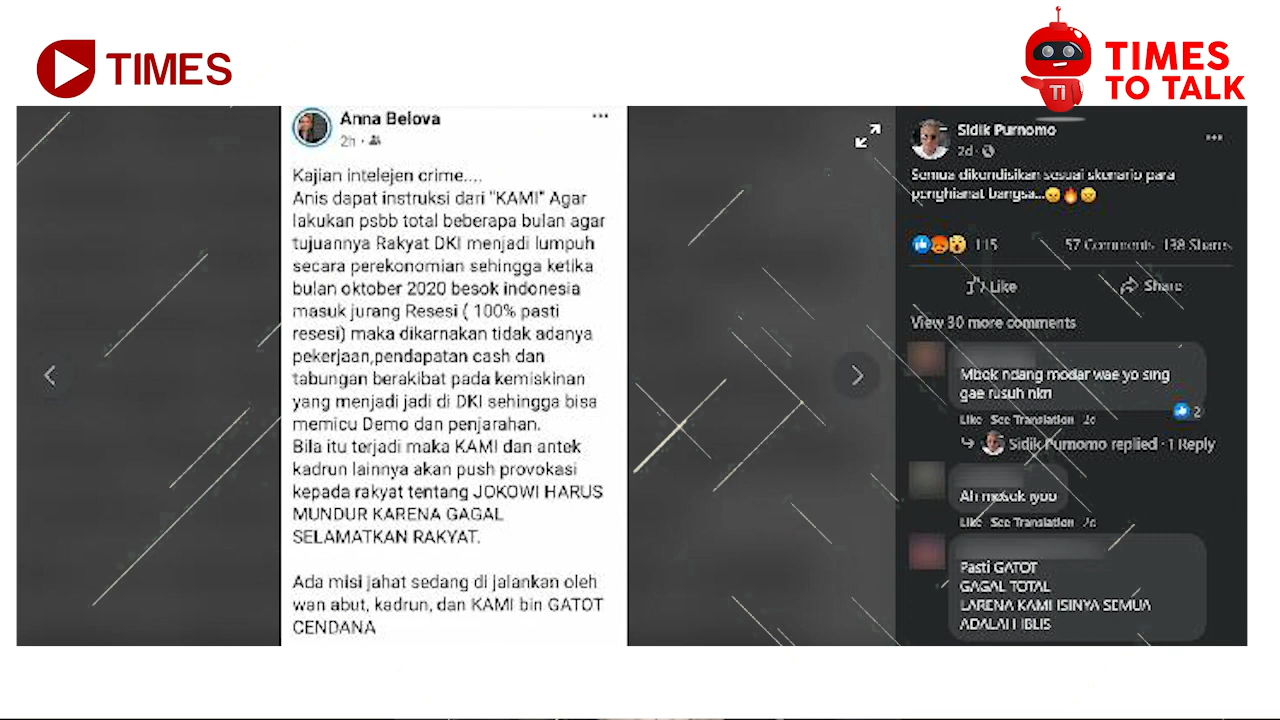 TIMES
TIMES
TO TALK
TI
Anna Belova
2h
Kajian intelejen crime....
Anis dapat instruksi dari "KAMI" Agar
lakukan psbb total beberapa bulan agar
tujuannya Rakyat DKI menjadi lumpuh
secara perekonomian sehingga ketika
bulan oktober 2020 besok indonesia
masuk jurang Resesi ( 100% pasti
resesi) maka dikarnakan tidak adanya
pekerjaan,pendapatan cash dan
tabungan berakibat pada kemiskinan
yang menjadi jadi di DKI sehingga bisa
memicu Demo dan penjarahan.
Bila itu terjadi maka KAMI dan antek
kadrun lainnya akan push provokasi
kepada rakyat tentang JOKOWI HARUS
MUNDUR KARENA GAGAL
SELAMATKAN RAKYAT.
Ada misi jahat sedang di jalankan oleh
wan abut, kadrun, dan KAMI bin GATOT
CENDANA
Sidik Purnomo
2d
Semua dikondisikan sesuai skenario para
penghianat bangsa...😠🔥😠
115 57 Comments 138 Shares
Like Share
View 30 more comments
Mbok ndang modar wae yo sing
gae rusuh nkri
2
Like See Translation 2d
Sidik Purnomo replied · 1 Reply
Ah mosok iyoo
Like See Translation 2d
Pasti GATOT
GAGAL TOTAL
LARENA KAMI ISINYA SEMUA
ADALAH IBLIS